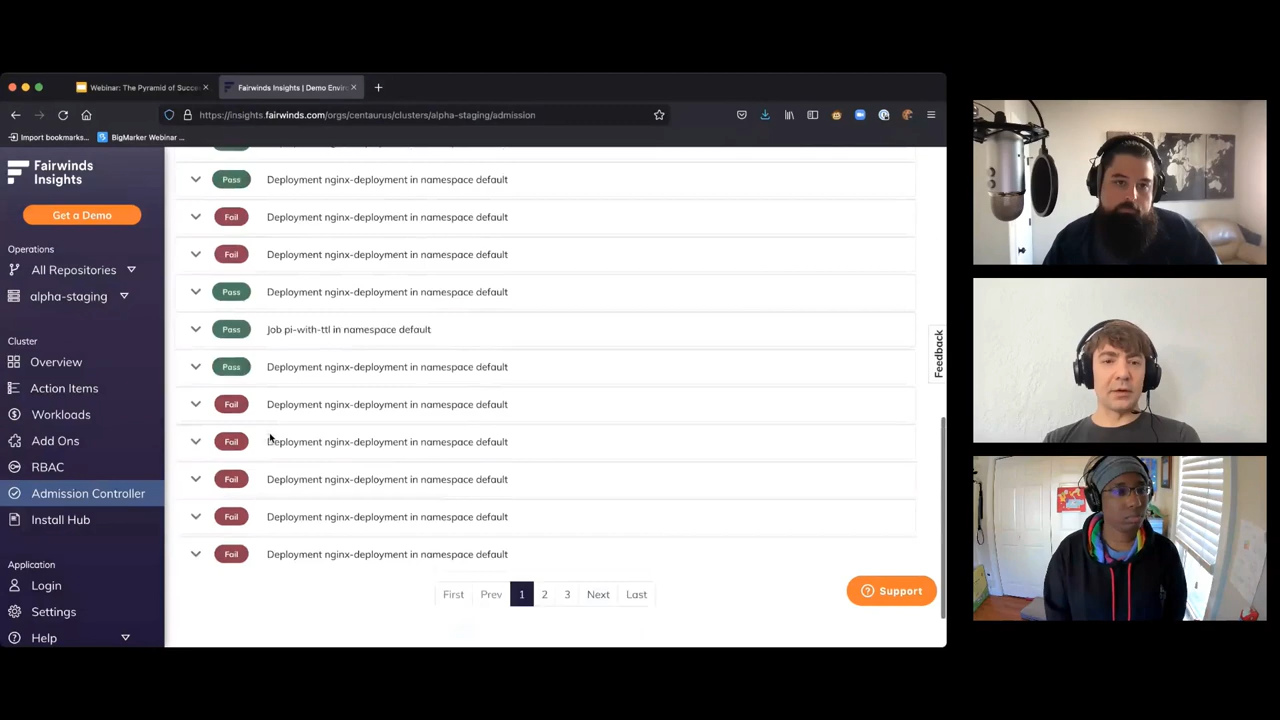 Webinar: The Pyramid of Succe
Fairwinds Insights | Demo Envir
https://insights.fairwinds.com/orgs/centaurus/clusters/alpha-staging/admission
Import bookmarks...
BigMarker Webinar ...
Fairwinds
Insights
Get a Demo
Operations
All Repositories
alpha-staging
Cluster
Overview
Action Items
Workloads
Add Ons
RBAC
Admission Controller
Install Hub
Application
Login
Settings
Help
Pass Deployment nginx-deployment in namespace default
Fail Deployment nginx-deployment in namespace default
Fail Deployment nginx-deployment in namespace default
Pass Deployment nginx-deployment in namespace default
Pass Job pi-with-ttl in namespace default
Pass Deployment nginx-deployment in namespace default
Fail Deployment nginx-deployment in namespace default
Fail Deployment nginx-deployment in namespace default
Fail Deployment nginx-deployment in namespace default
Fail Deployment nginx-deployment in namespace default
Fail Deployment nginx-deployment in namespace default
First Prev 1 2 3 Next Last
Feedback
Support